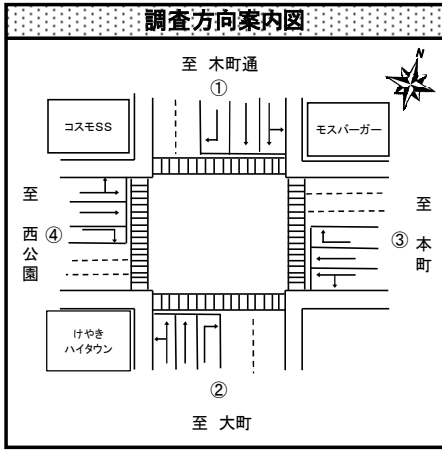 調査方向案内図
至 木町通
①
N
コスモSS
モスバーガー
至 西公園
④
③
至 本町
けやき
ハイタウン
②
至 大町